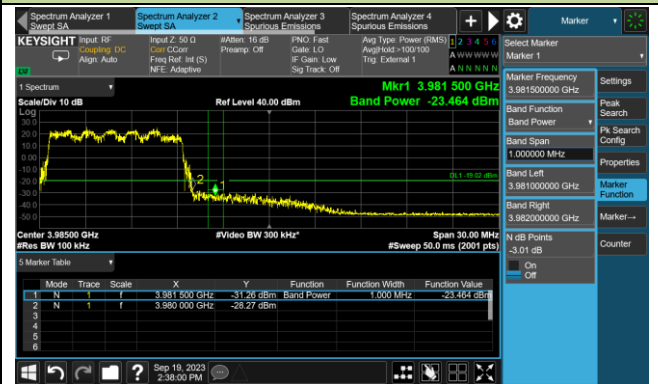 Spectrum Analyzer 1
Swept SA
Spectrum Analyzer 2
Swept SA
Spectrum Analyzer 3
Spurious Emissions
Spectrum Analyzer 4
Spurious Emissions
+
Marker
KEYSIGHT
Input: RF
Coupling: DC
Align: Auto
Input Z: 50 Ω
Corr CCorr
Freq Ref: Int (S)
NFE: Adaptive
#Atten: 16 dB
Preamp: Off
PNO: Fast
Gate: LO
IF Gain: Low
Sig Track: Off
Avg Type: Power (RMS)
Avg|Hold:>100/100
Trig: External 1
1 2 3 4 5 6
A W W W W W
A N N N N N
LW
Select Marker
Marker 1
1 Spectrum
Scale/Div 10 dB
Ref Level 40.00 dBm
Mkr1 3.981 500 GHz
Band Power -23.464 dBm
Log
30.0
20.0
10.0
0.00
-10.0
-20.0
-30.0
-40.0
-50.0
2
1
DL1 -19.02 dBm
Center 3.98500 GHz
#Res BW 100 kHz
#Video BW 300 kHz*
Span 30.00 MHz
#Sweep 50.0 ms (2001 pts)
Marker Frequency
3.981500000 GHz
Band Function
Band Power
Band Span
1.000000 MHz
Band Left
3.981000000 GHz
Band Right
3.982000000 GHz
N dB Points
-3.01 dB
On
Off
Settings
Peak
Search
Pk Search
Config
Properties
Marker
Function
Marker→
Counter
5 Marker Table
Mode Trace Scale X Y Function Function Width Function Value
1 N 1 f 3.981 500 GHz -31.26 dBm Band Power 1.000 MHz -23.464 dBm
2 N 1 f 3.980 000 GHz -28.27 dBm
3
4
5
6
?
Sep 19, 2023
2:38:00 PM